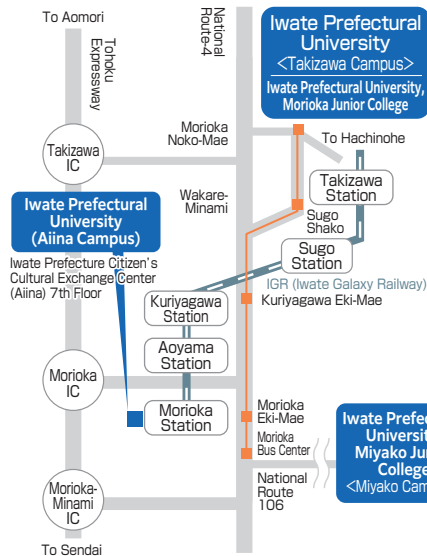 To Aomori
Tohoku
Expressway
National
Route-4
Iwate Prefectural
University
<Takizawa Campus>
Iwate Prefectural University,
Morioka Junior College
Morioka
Noko-Mae
To Hachinohe
Takizawa
IC
Takizawa
Station
Wakare-
Minami
Iwate Prefectural
University
(Aiina Campus)
Sugo
Shako
Sugo
Station
Iwate Prefecture Citizen's
Cultural Exchange Center
(Aiina) 7th Floor
IGR (Iwate Galaxy Railway)
Kuriyagawa
Station
Kuriyagawa Eki-Mae
Aoyama
Station
Morioka
IC
Morioka
Station
Morioka
Eki-Mae
Morioka
Bus Center
Iwate Prefec
Universit
Miyako Jun
College
<Miyako Camp
National
Route
106
Morioka-
Minami
IC
To Sendai